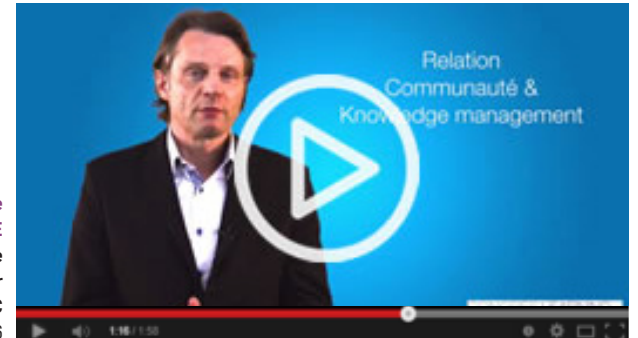 Relation
Communauté &
Knowledge management
1:16 / 1:58